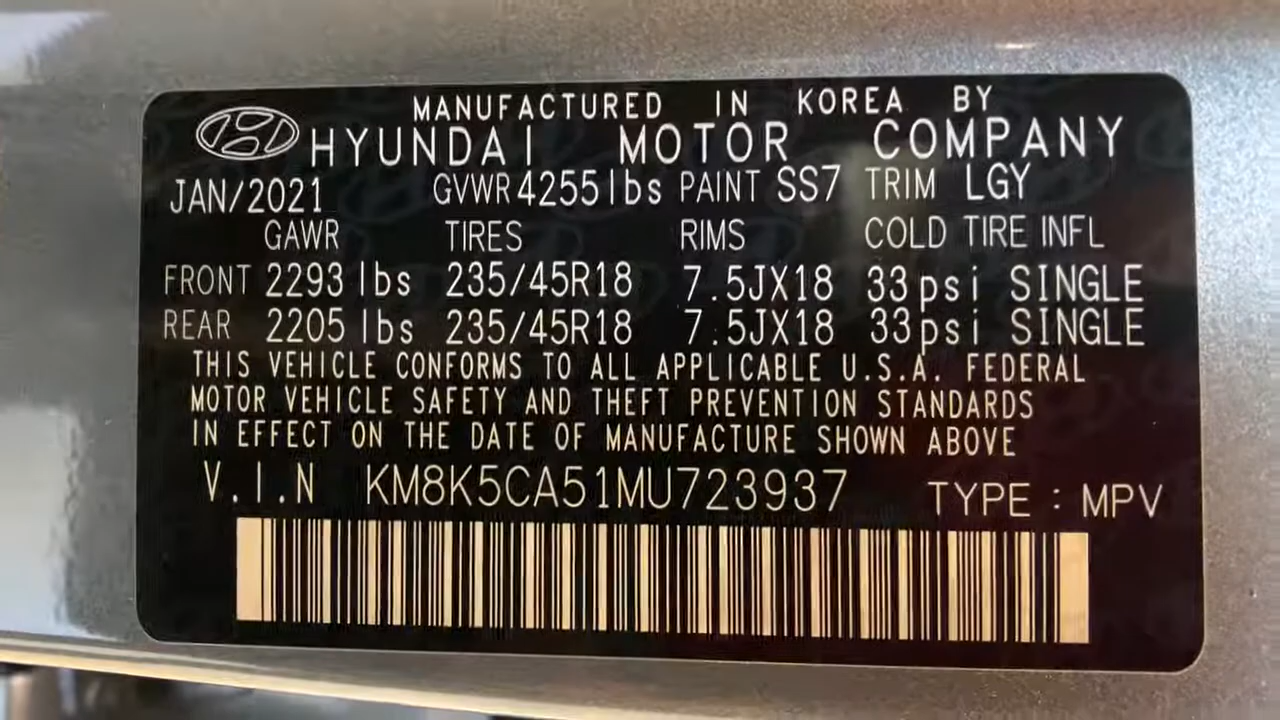 MANUFACTURED IN KOREA BY
HYUNDAI MOTOR COMPANY
JAN/2021 GVWR 4255lbs PAINT SS7 TRIM LGY
GAWR TIRES RIMS COLD TIRE INFL
FRONT 2293 lbs 235/45R18 7.5JX18 33psi SINGLE
REAR 2205 lbs 235/45R18 7.5JX18 33psi SINGLE
THIS VEHICLE CONFORMS TO ALL APPLICABLE U.S.A. FEDERAL
MOTOR VEHICLE SAFETY AND THEFT PREVENTION STANDARDS
IN EFFECT ON THE DATE OF MANUFACTURE SHOWN ABOVE
V.I.N KM8K5CA51MU723937 TYPE : MPV